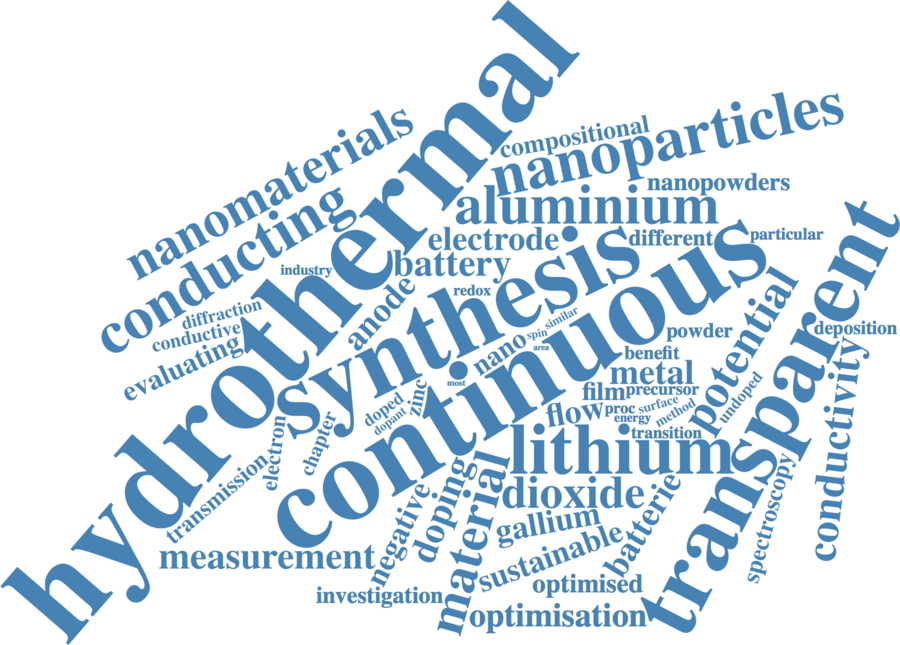 hydrothermal
nanomaterials
conducting
compositional
nanoparticles
nanopowders
aluminium
electrode
different
particular
battery
industry
redox
anode
synthesis
continuous
diffraction
conductive
evaluating
similar
spin
area
nano
most
powder
benefit
metal
film
precursor
flow
proc
surface
energy
method
transition
potential
undoped
transparent
deposition
conductivity
spectroscopy
doped
dopant
zinc
chapter
electron
transmission
lithium
dioxide
gallium
sustainable
batterie
measurement
negative
doping
material
investigation
optimised
optimisation